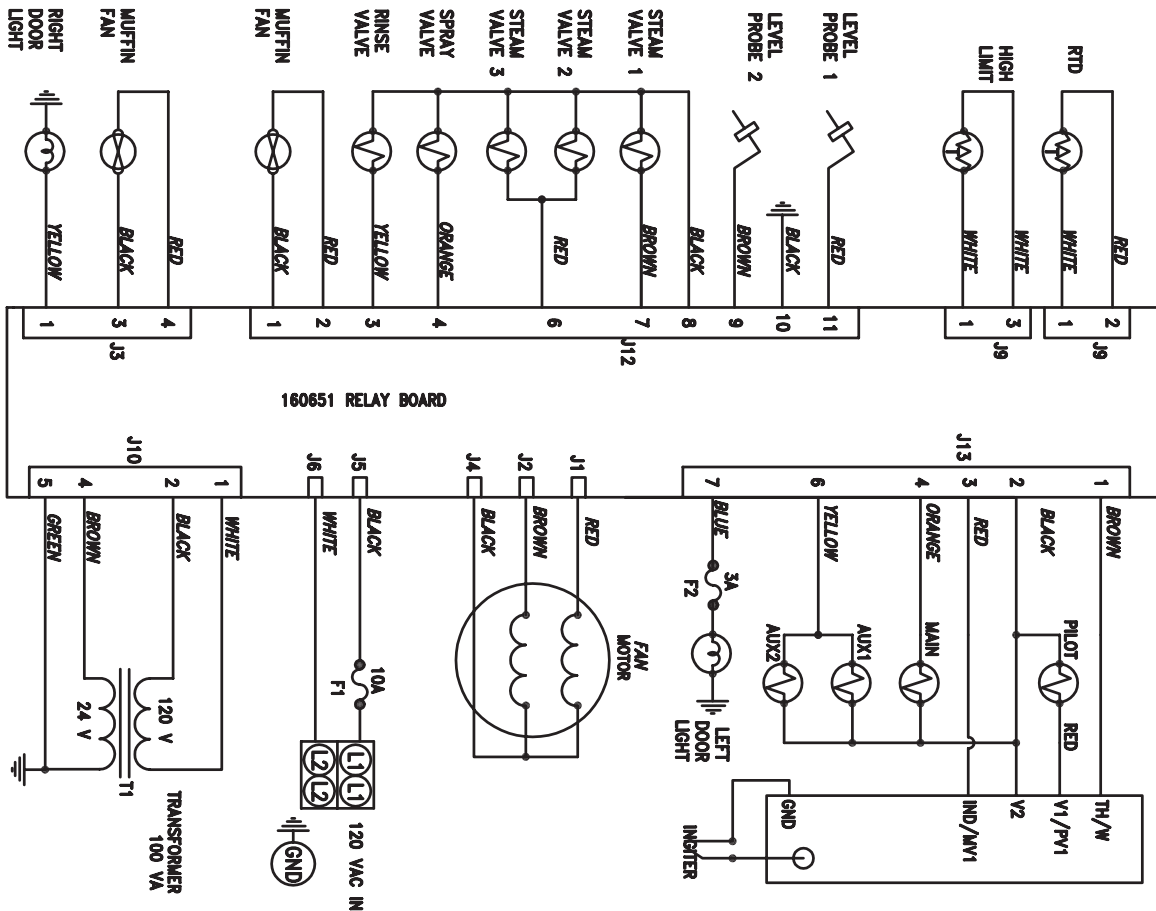 RIGHT
DOOR
LIGHT
MUFFIN
FAN
MUFFIN
FAN
RINSE
VALVE
SPRAY
VALVE
STEAM
VALVE 3
STEAM
VALVE 2
STEAM
VALVE 1
LEVEL
PROBE 2
LEVEL
PROBE 1
HIGH
LIMIT
RTD
YELLOW
BLACK
RED
BLACK
RED
YELLOW
ORANGE
RED
BROWN
BLACK
BROWN
BLACK
RED
WHITE
WHITE
WHITE
RED
1
3
4
J3
1
2
3
4
6
7
8
9
10
11
J12
1
3
J9
1
2
J9
160651 RELAY BOARD
J10
5
4
2
1
J6
J5
J4
J2
J1
J13
7
6
4
3
2
1
GREEN
BROWN
BLACK
WHITE
WHITE
BLACK
BLACK
BROWN
RED
BLUE
YELLOW
ORANGE
RED
BLACK
BROWN
24 V
120 V
T1
TRANSFORMER
100 VA
10A
F1
L2
L2
L1
L1
120 VAC IN
GND
FAN
MOTOR
3A
F2
LEFT
DOOR
LIGHT
AUX2
AUX1
MAIN
PILOT
RED
GND
IND/MV1
V2
V1/PV1
TH/W
INGITER